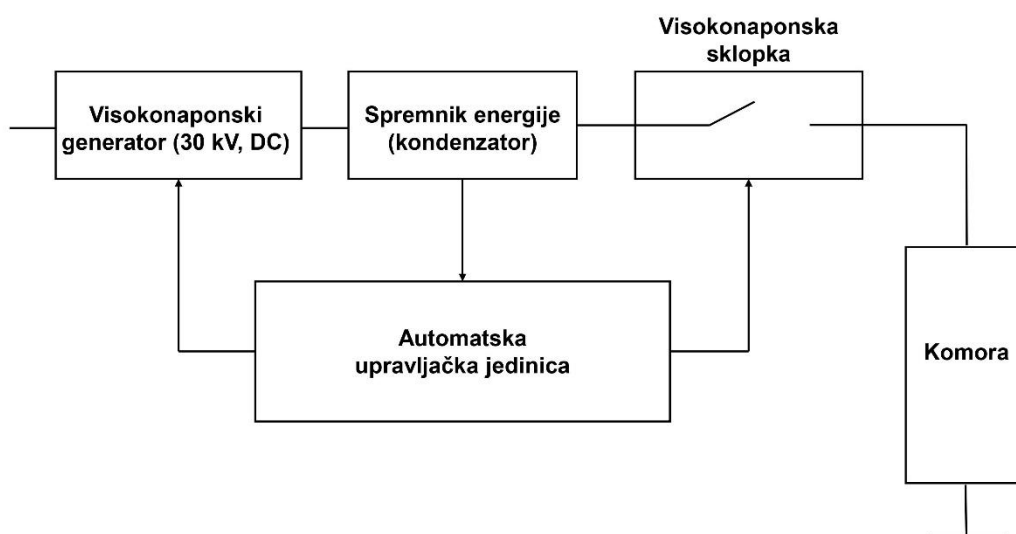 Visokonaponska
sklopka
Visokonaponski
generator (30 kV, DC)
Spremnik energije
(kondenzator)
Automatska
upravljačka jedinica
Komora